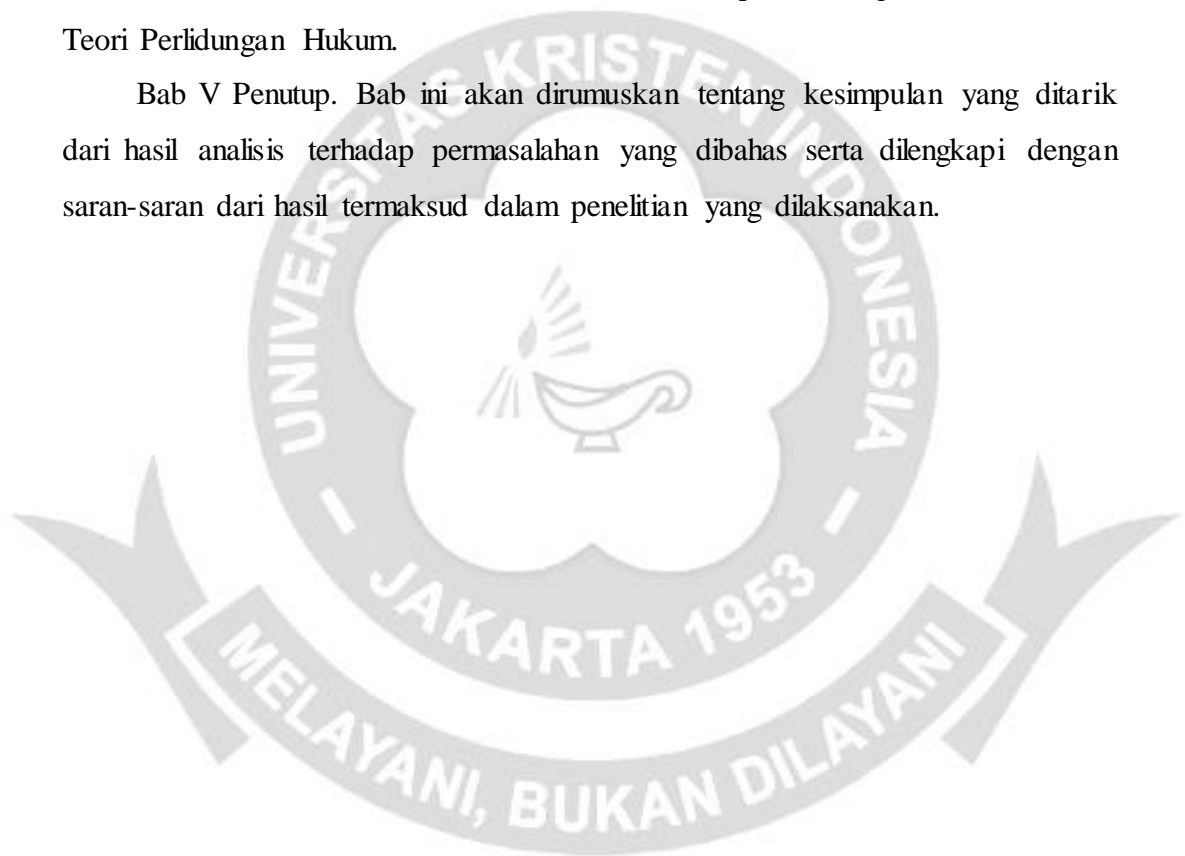 Teori Perlidungan Hukum.
Bab V Penutup. Bab ini akan dirumuskan tentang kesimpulan yang ditarik
dari hasil analisis terhadap permasalahan yang dibahas serta dilengkapi dengan
saran-saran dari hasil termaksud dalam penelitian yang dilaksanakan.
UNIVERSITAS KRISTEN INDONESIA
- JAKARTA 1953 -
MELAYANI, BUKAN DILAYANI